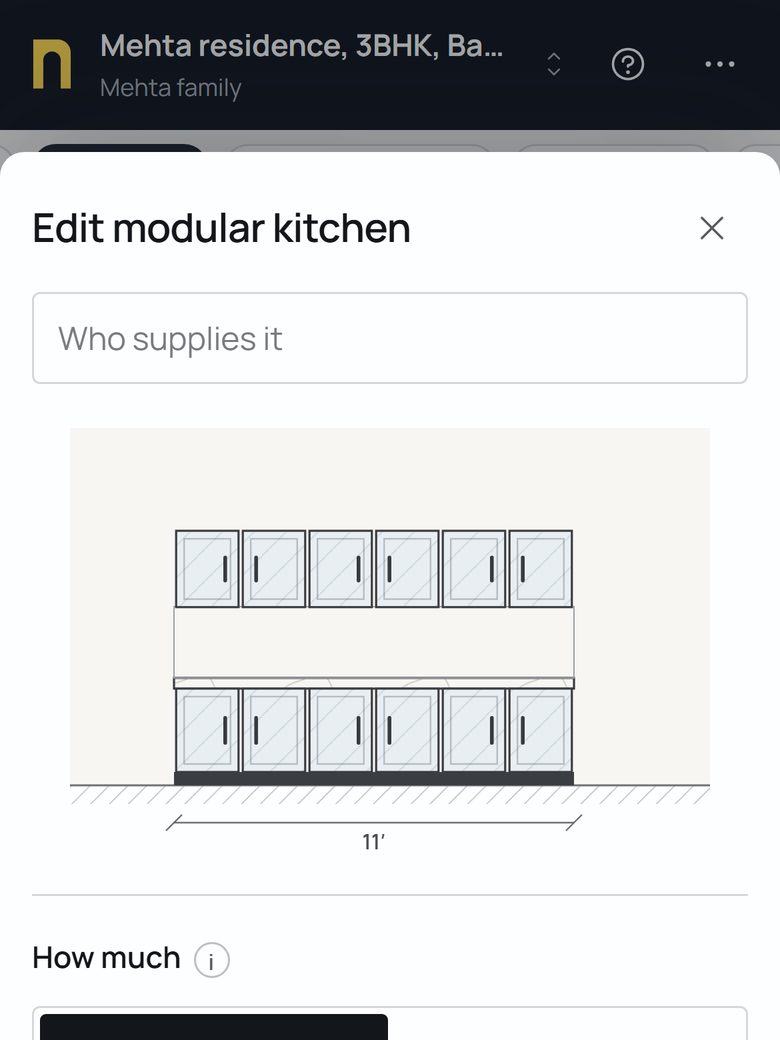 Mehta residence, 3BHK, Ba...
Mehta family
Edit modular kitchen
Who supplies it
11′
How much
i